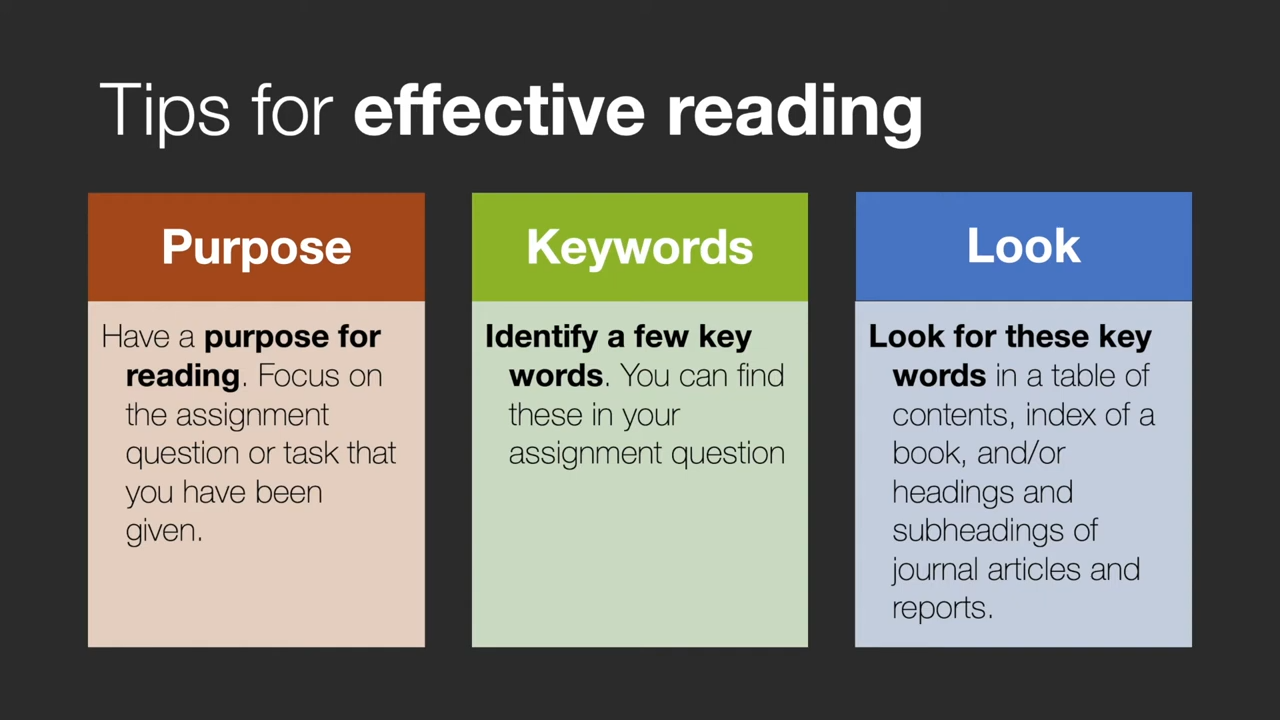 Tips for effective reading
Purpose
Have a purpose for
reading. Focus on
the assignment
question or task that
you have been
given.
Keywords
Identify a few key
words. You can find
these in your
assignment question
Look
Look for these key
words in a table of
contents, index of a
book, and/or
headings and
subheadings of
journal articles and
reports.